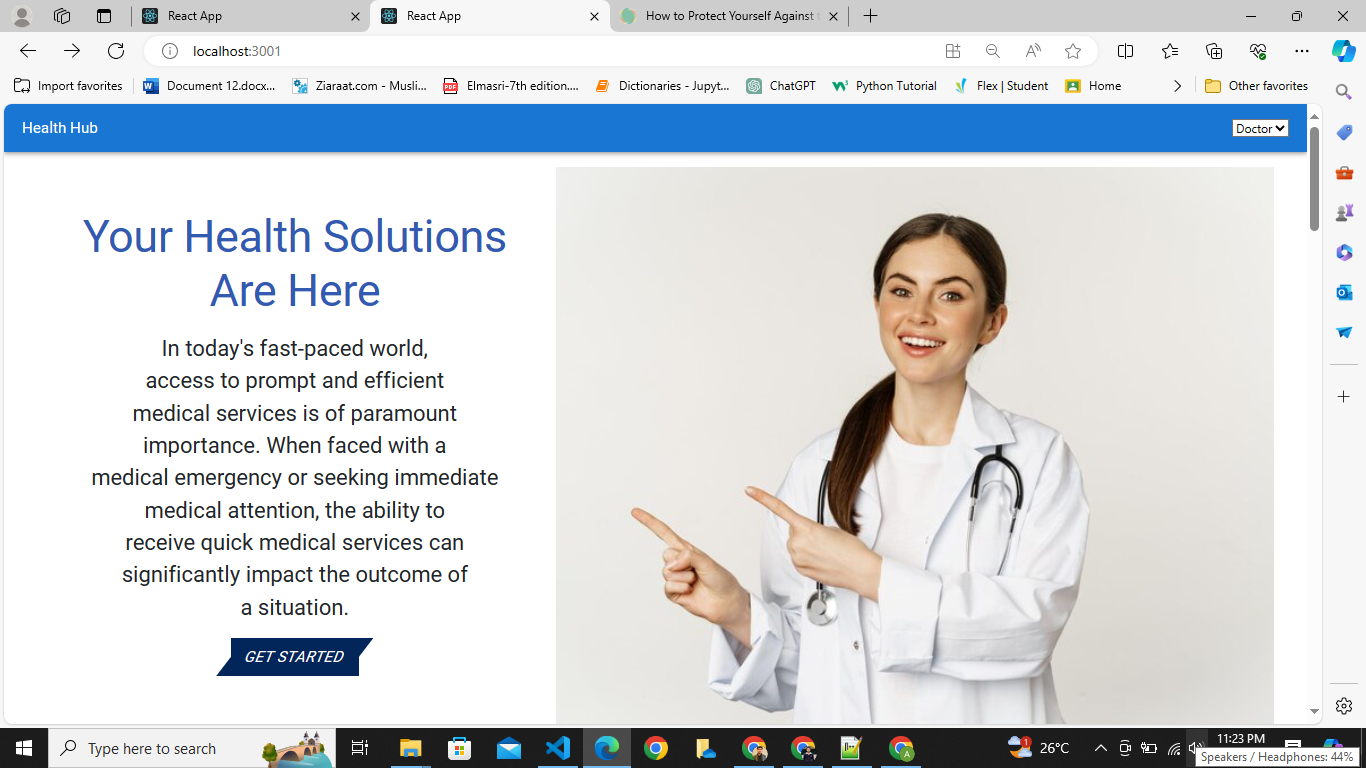 React App
React App
How to Protect Yourself Against
localhost:3001
Import favorites
Document 12.docx...
Ziaraat.com - Musli...
Elmasri-7th edition....
Dictionaries - Jupyt...
ChatGPT
Python Tutorial
Flex | Student
Home
Other favorites
Health Hub
Doctor
Your Health Solutions
Are Here
In today's fast-paced world,
access to prompt and efficient
medical services is of paramount
importance. When faced with a
medical emergency or seeking immediate
medical attention, the ability to
receive quick medical services can
significantly impact the outcome of
a situation.
GET STARTED
Type here to search
1
26°C
11:23 PM
Speakers / Headphones: 44%